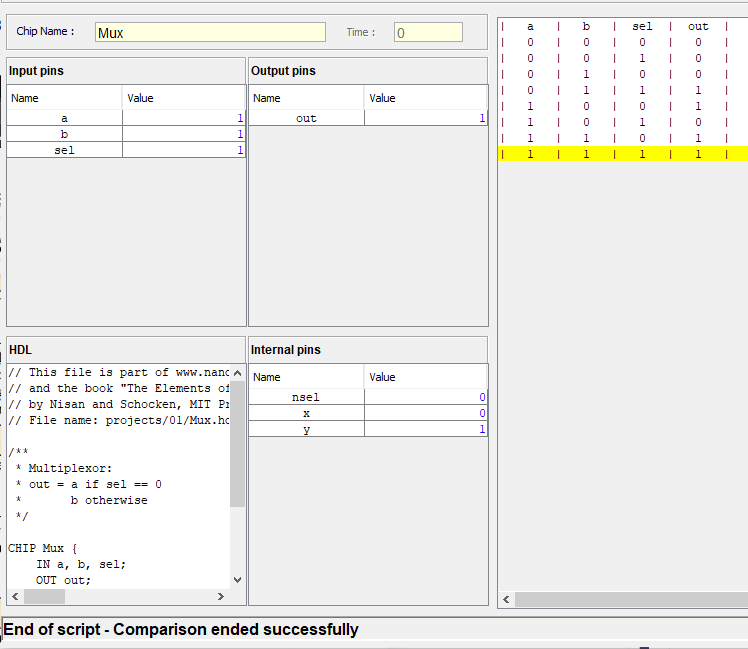 Chip Name : Mux Time : 0
Input pins
Name Value
a 1
b 1
sel 1
Output pins
Name Value
out 1
HDL
// This file is part of www.nand
// and the book "The Elements of
// by Nisan and Schocken, MIT Pr
// File name: projects/01/Mux.hd
/**
* Multiplexor:
* out = a if sel == 0
* b otherwise
*/
CHIP Mux {
IN a, b, sel;
OUT out;
Internal pins
Name Value
nsel 0
x 0
y 1
| a | b | sel | out |
| 0 | 0 | 0 | 0 |
| 0 | 0 | 1 | 0 |
| 0 | 1 | 0 | 0 |
| 0 | 1 | 1 | 1 |
| 1 | 0 | 0 | 1 |
| 1 | 0 | 1 | 0 |
| 1 | 1 | 0 | 1 |
| 1 | 1 | 1 | 1 |
End of script - Comparison ended successfully